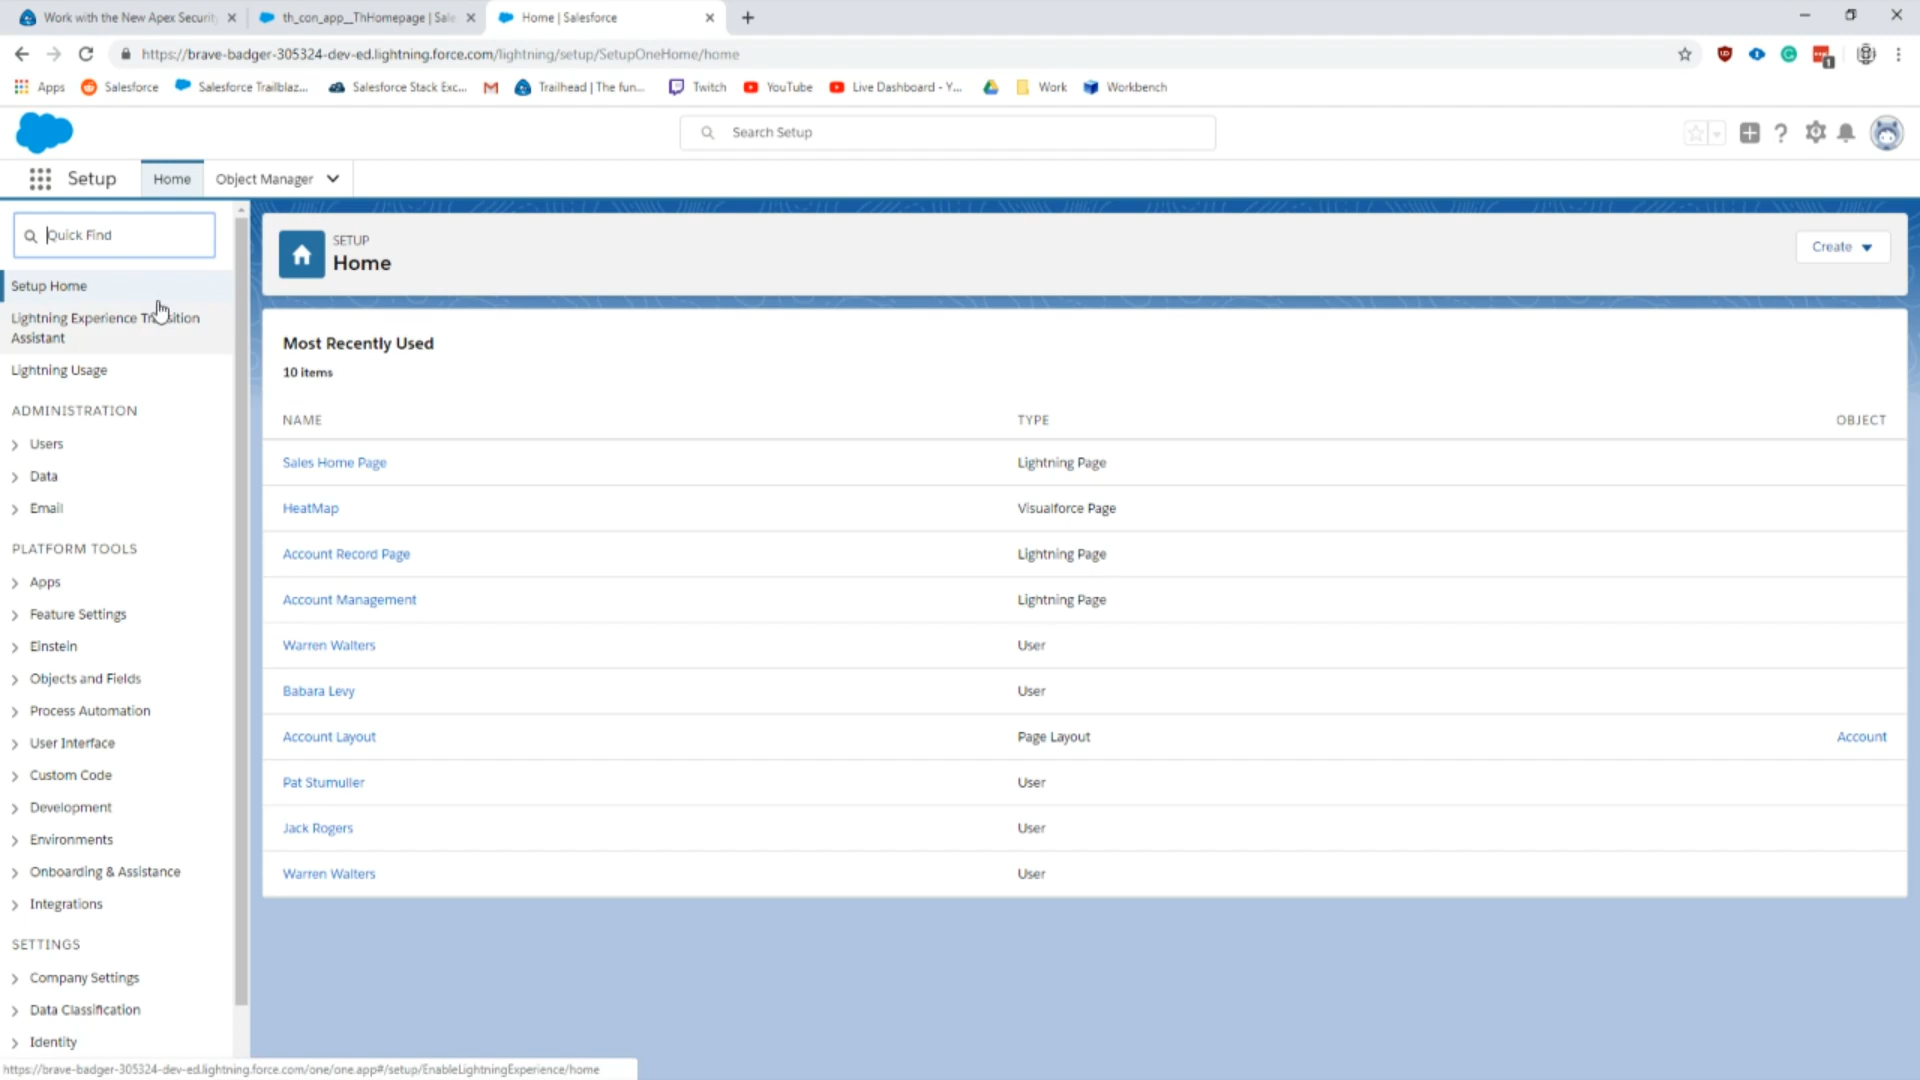 Work with the New Apex Security
th_con_app__ThHomepage | Sale
Home | Salesforce
https://brave-badger-305324-dev-ed.lightning.force.com/lightning/setup/SetupOneHome/home
1
Apps
Salesforce
Salesforce Trailblaz...
Salesforce Stack Exc...
Trailhead | The fun...
Twitch
YouTube
Live Dashboard - Y...
Work
Workbench
Search Setup
Setup
Home
Object Manager
Quick Find
Setup Home
Lightning Experience Transition
Assistant
Lightning Usage
ADMINISTRATION
Users
Data
Email
PLATFORM TOOLS
Apps
Feature Settings
Einstein
Objects and Fields
Process Automation
User Interface
Custom Code
Development
Environments
Onboarding & Assistance
Integrations
SETTINGS
Company Settings
Data Classification
Identity
SETUP
Home
Create
Most Recently Used
10 items
NAME TYPE OBJECT
Sales Home Page Lightning Page
HeatMap Visualforce Page
Account Record Page Lightning Page
Account Management Lightning Page
Warren Walters User
Babara Levy User
Account Layout Page Layout Account
Pat Stumuller User
Jack Rogers User
Warren Walters User
https://brave-badger-305324-dev-ed.lightning.force.com/one/one.app#/setup/EnableLightningExperience/home